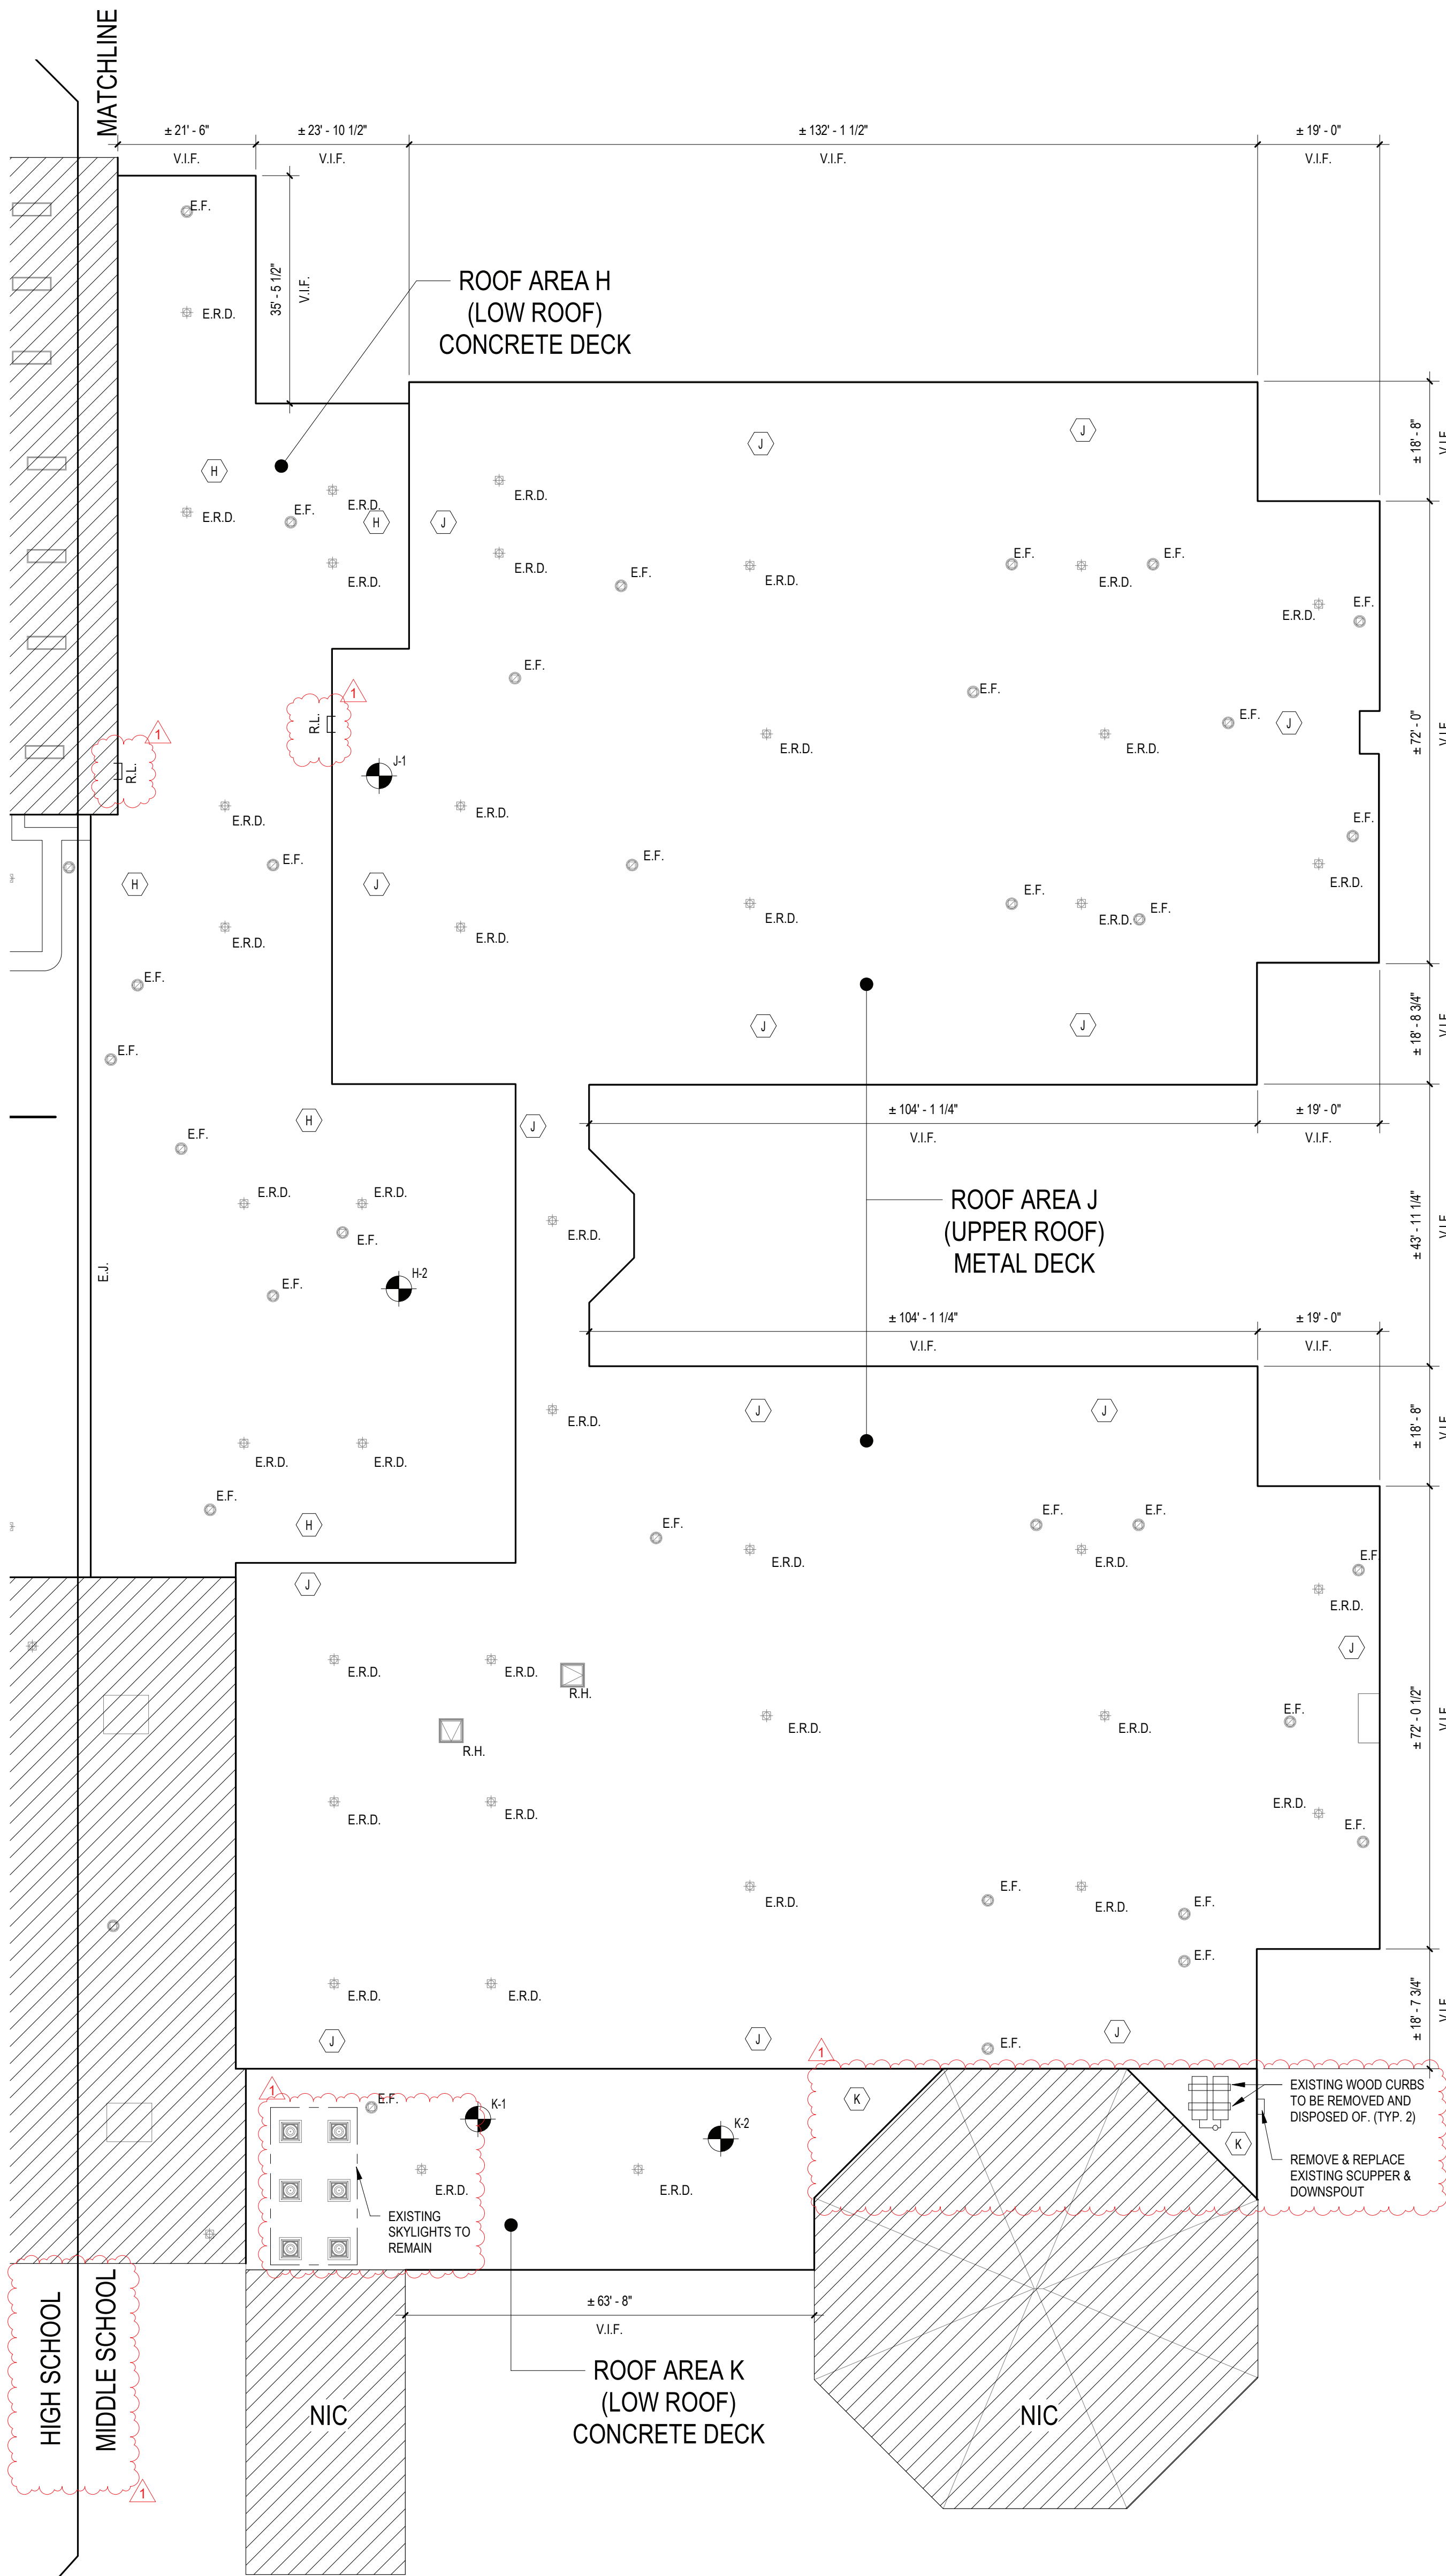 MATCHLINE
± 21' - 6"
V.I.F.
± 23' - 10 1/2"
V.I.F.
± 132' - 1 1/2"
V.I.F.
± 19' - 0"
V.I.F.
E.F.
35' - 5 1/2"
V.I.F.
ROOF AREA H
(LOW ROOF)
CONCRETE DECK
E.R.D.
± 18' - 8"
V.I.F.
J
J
H
E.R.D.
E.R.D.
E.R.D.
E.F.
H
J
E.R.D.
E.R.D.
E.F.
E.R.D.
E.F.
E.R.D.
E.F.
E.R.D.
E.F.
E.R.D.
E.F.
E.F.
E.F.
J
± 72' - 0"
V.I.F.
1
R.L.
1
R.L.
J-1
E.R.D.
E.R.D.
E.R.D.
E.R.D.
E.F.
E.F.
E.F.
E.R.D.
H
J
E.R.D.
E.R.D.
E.R.D.
E.F.
E.R.D.
E.F.
E.F.
J
J
± 18' - 8 3/4"
V.I.F.
E.F.
H
J
± 104' - 1 1/4"
V.I.F.
± 19' - 0"
V.I.F.
E.F.
E.R.D.
E.R.D.
E.F.
E.R.D.
ROOF AREA J
(UPPER ROOF)
METAL DECK
± 43' - 11 1/4"
V.I.F.
E.J.
H-2
E.F.
± 104' - 1 1/4"
V.I.F.
± 19' - 0"
V.I.F.
E.R.D.
J
J
± 18' - 8"
V.I.F.
E.R.D.
E.R.D.
E.F.
H
E.F.
E.F.
E.F.
E.R.D.
E.R.D.
E.F.
J
E.R.D.
J
E.R.D.
E.R.D.
R.H.
R.H.
E.R.D.
E.R.D.
E.F.
± 72' - 0 1/2"
V.I.F.
E.R.D.
E.R.D.
E.R.D.
E.F.
E.R.D.
E.F.
E.R.D.
E.F.
E.F.
E.R.D.
E.R.D.
± 18' - 7 3/4"
V.I.F.
J
J
J
E.F.
1
1
E.F.
K-1
K-2
K
K
EXISTING WOOD CURBS
TO BE REMOVED AND
DISPOSED OF. (TYP. 2)
REMOVE & REPLACE
EXISTING SCUPPER &
DOWNSPOUT
E.R.D.
E.R.D.
EXISTING
SKYLIGHTS TO
REMAIN
HIGH SCHOOL
MIDDLE SCHOOL
1
± 63' - 8"
V.I.F.
ROOF AREA K
(LOW ROOF)
CONCRETE DECK
NIC
NIC